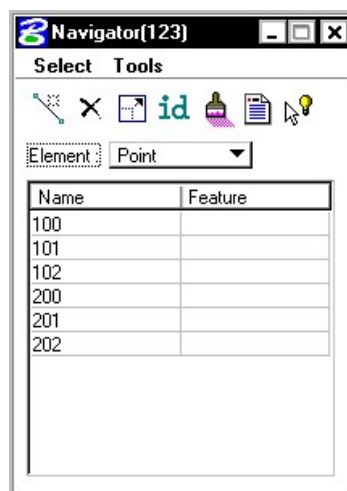 Navigator(123)
Select Tools
id
Element: Point
Name Feature
100
101
102
200
201
202